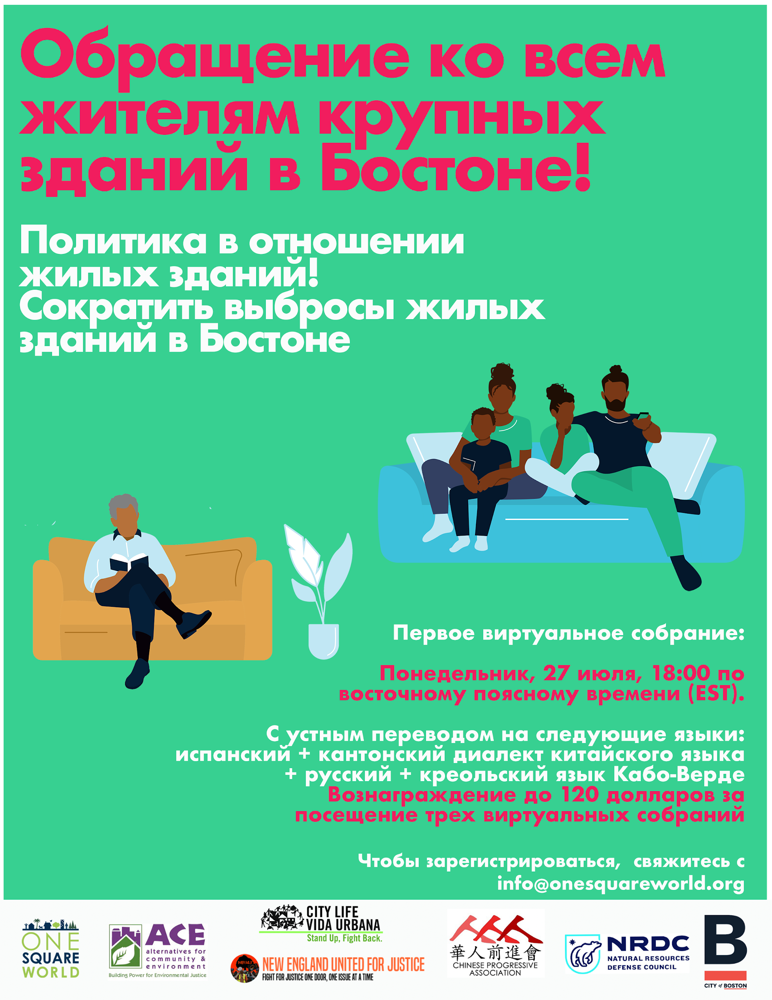 Обращение ко всем
жителям крупных
зданий в Бостоне!
Политика в отношении
жилых зданий!
Сократить выбросы жилых
зданий в Бостоне
Первое виртуальное собрание:
Понедельник, 27 июля, 18:00 по
восточному поясному времени (EST).
С устным переводом на следующие языки:
испанский + кантонский диалект китайского языка
+ русский + креольский язык Кабо-Верде
Вознаграждение до 120 долларов за
посещение трех виртуальных собраний
Чтобы зарегистрироваться, свяжитесь с
info@onesquareworld.org
ONE
SQUARE
WORLD
ACE
alternatives for
community &
environment
Building Power for Environmental Justice
CITY LIFE
VIDA URBANA
Stand Up, Fight Back.
NEU4J
NEW ENGLAND UNITED FOR JUSTICE
FIGHT FOR JUSTICE ONE DOOR, ONE ISSUE AT A TIME
華人前進會
CHINESE PROGRESSIVE
ASSOCIATION
NRDC
NATURAL RESOURCES
DEFENSE COUNCIL
B
CITY of BOSTON